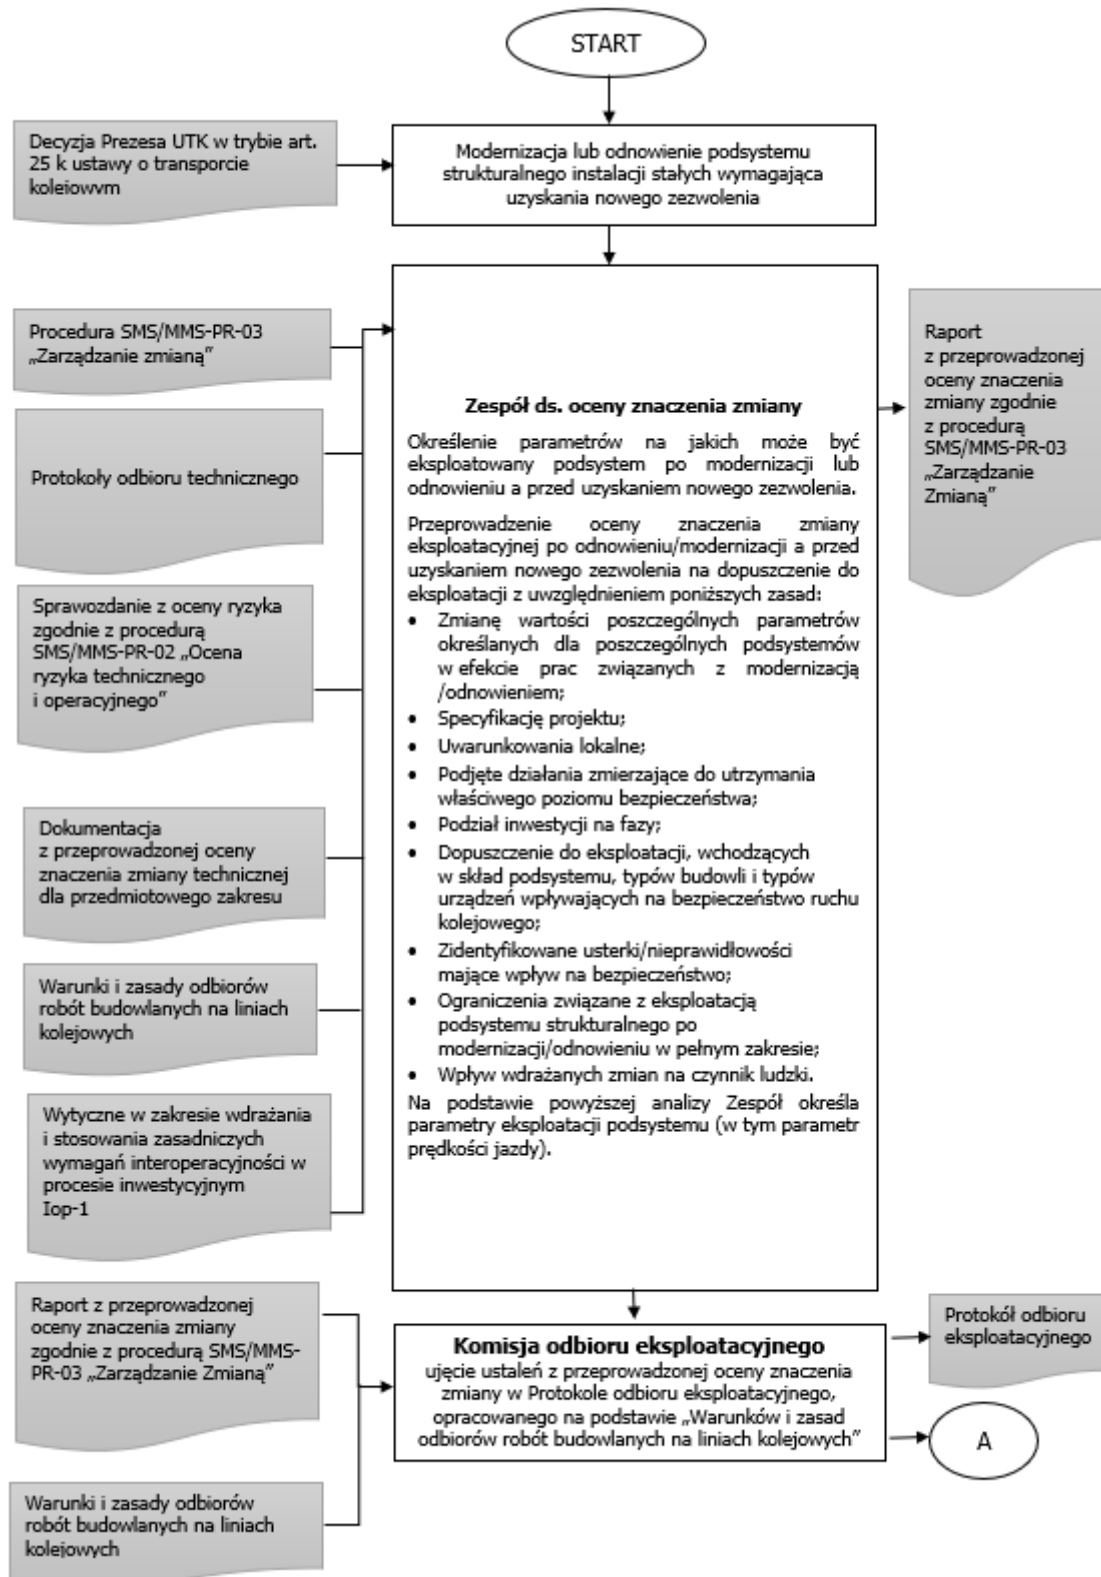 START
Decyzja Prezesa UTK w trybie art.
25 k ustawy o transporcie
kolejowym
Modernizacja lub odnowienie podsystemu
strukturalnego instalacji stałych wymagająca
uzyskania nowego zezwolenia
Procedura SMS/MMS-PR-03
„Zarządzanie zmianą”
Protokoły odbioru technicznego
Sprawozdanie z oceny ryzyka
zgodnie z procedurą
SMS/MMS-PR-02 „Ocena
ryzyka technicznego
i operacyjnego”
Dokumentacja
z przeprowadzonej oceny
znaczenia zmiany technicznej
dla przedmiotowego zakresu
Warunki i zasady odbiorów
robót budowlanych na liniach
kolejowych
Wytyczne w zakresie wdrażania
i stosowania zasadniczych
wymagań interoperacyjności w
procesie inwestycyjnym
Iop-1
Zespół ds. oceny znaczenia zmiany
Określenie parametrów na jakich może być
eksploatowany podsystem po modernizacji lub
odnowieniu a przed uzyskaniem nowego zezwolenia.
Przeprowadzenie oceny znaczenia zmiany
eksploatacyjnej po odnowieniu/modernizacji a przed
uzyskaniem nowego zezwolenia na dopuszczenie do
eksploatacji z uwzględnieniem poniższych zasad:
• Zmianę wartości poszczególnych parametrów
określanych dla poszczególnych podsystemów
w efekcie prac związanych z modernizacją
/odnowieniem;
• Specyfikację projektu;
• Uwarunkowania lokalne;
• Podjęte działania zmierzające do utrzymania
właściwego poziomu bezpieczeństwa;
• Podział inwestycji na fazy;
• Dopuszczenie do eksploatacji, wchodzących
w skład podsystemu, typów budowli i typów
urządzeń wpływających na bezpieczeństwo ruchu
kolejowego;
• Zidentyfikowane usterki/nieprawidłowości
mające wpływ na bezpieczeństwo;
• Ograniczenia związane z eksploatacją
podsystemu strukturalnego po
modernizacji/odnowieniu w pełnym zakresie;
• Wpływ wdrażanych zmian na czynnik ludzki.
Na podstawie powyższej analizy Zespół określa
parametry eksploatacji podsystemu (w tym parametr
prędkości jazdy).
Raport
z przeprowadzonej
oceny znaczenia
zmiany zgodnie
z procedurą
SMS/MMS-PR-03
„Zarządzanie
Zmianą”
Raport z przeprowadzonej
oceny znaczenia zmiany
zgodnie z procedurą SMS/MMS-
PR-03 „Zarządzanie Zmianą”
Warunki i zasady odbiorów
robót budowlanych na liniach
kolejowych
Komisja odbioru eksploatacyjnego
ujęcie ustaleń z przeprowadzonej oceny znaczenia
zmiany w Protokole odbioru eksploatacyjnego,
opracowanego na podstawie „Warunków i zasad
odbiorów robót budowlanych na liniach kolejowych”
Protokół odbioru
eksploatacyjnego
A